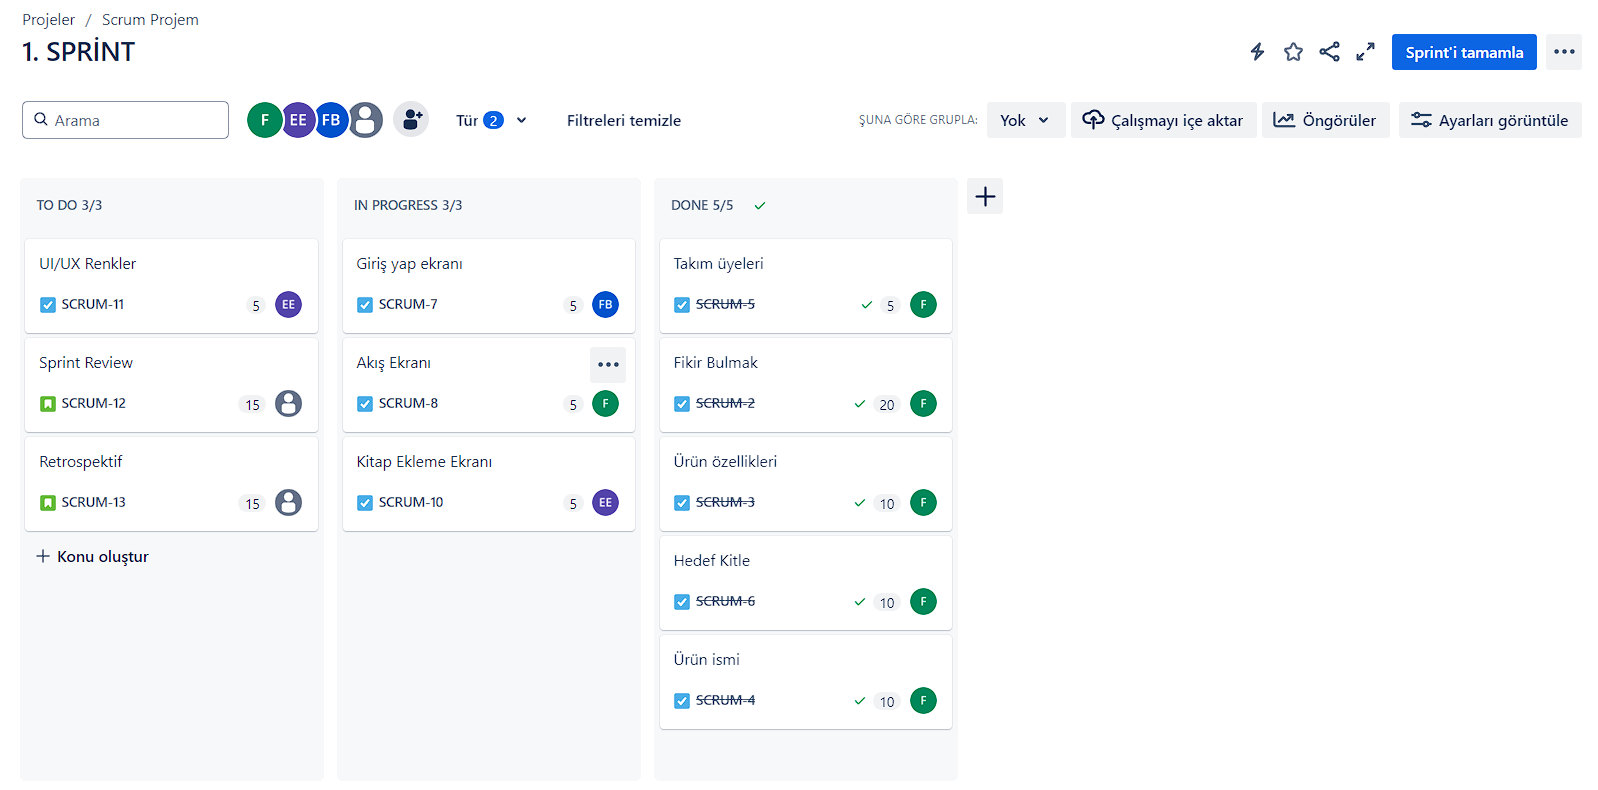 Projeler / Scrum Projem
1. SPRİNT
Sprint'i tamamla
Arama
F EE FB
Tür 2
Filtreleri temizle
ŞUNA GÖRE GRUPLA:
Yok
Çalışmayı içe aktar
Öngörüler
Ayarları görüntüle
TO DO 3/3
UI/UX Renkler
SCRUM-11 5 EE
Sprint Review
SCRUM-12 15
Retrospektif
SCRUM-13 15
Konu oluştur
IN PROGRESS 3/3
Giriş yap ekranı
SCRUM-7 5 FB
Akış Ekranı
SCRUM-8 5 F
Kitap Ekleme Ekranı
SCRUM-10 5 EE
DONE 5/5
Takım üyeleri
SCRUM-5 5 F
Fikir Bulmak
SCRUM-2 20 F
Ürün özellikleri
SCRUM-3 10 F
Hedef Kitle
SCRUM-6 10 F
Ürün ismi
SCRUM-4 10 F